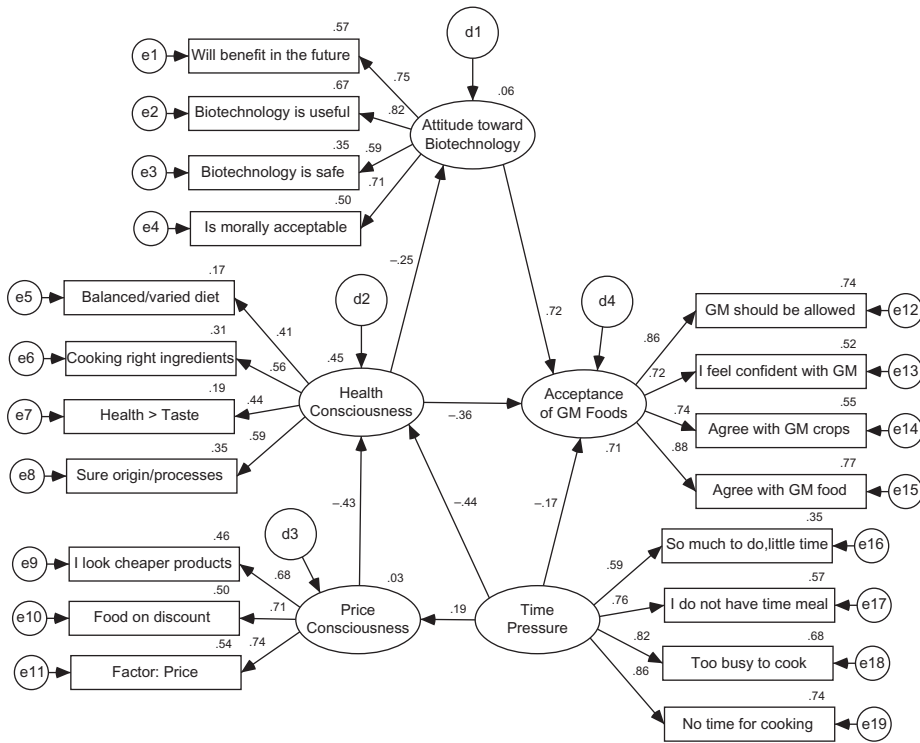 .57
d1
e1
Will benefit in the future
.75
.67
.06
e2
Biotechnology is useful
.82
Attitude toward
Biotechnology
.35
.59
e3
Biotechnology is safe
.71
.50
e4
Is morally acceptable
–.25
.17
e5
Balanced/varied diet
d2
d4
.74
GM should be allowed
e12
.41
.72
.86
.31
e6
Cooking right ingredients
.56
.45
.52
.72
I feel confident with GM
e13
.19
Health
Consciousness
Acceptance
of GM Foods
e7
Health > Taste
.44
–.36
.74
.55
Agree with GM crops
e14
.35
.59
.71
.88
e8
Sure origin/processes
.77
Agree with GM food
e15
–.43
–.44
–.17
d3
.46
.35
e9
I look cheaper products
So much to do,little time
e16
.68
.03
.59
.50
.57
e10
Food on discount
.71
Price
Consciousness
.19
Time
Pressure
.76
I do not have time meal
e17
.54
.74
.82
.68
e11
Factor: Price
.86
Too busy to cook
e18
.74
No time for cooking
e19